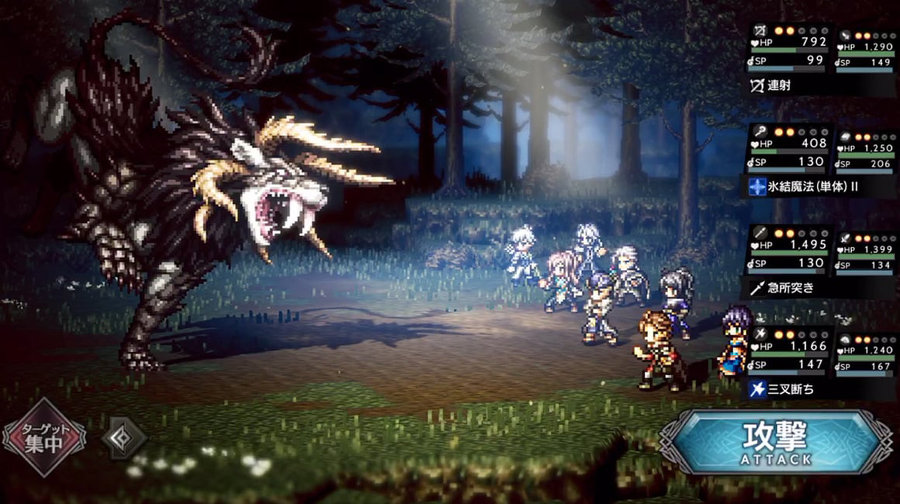 HP 792
SP 99
連射
HP 1,290
SP 149
HP 408
SP 130
氷結魔法(単体)II
HP 1,250
SP 206
HP 1,495
SP 130
急所突き
HP 1,399
SP 134
HP 1,166
SP 147
三叉断ち
HP 1,240
SP 167
ターゲット
集中
攻撃
ATTACK